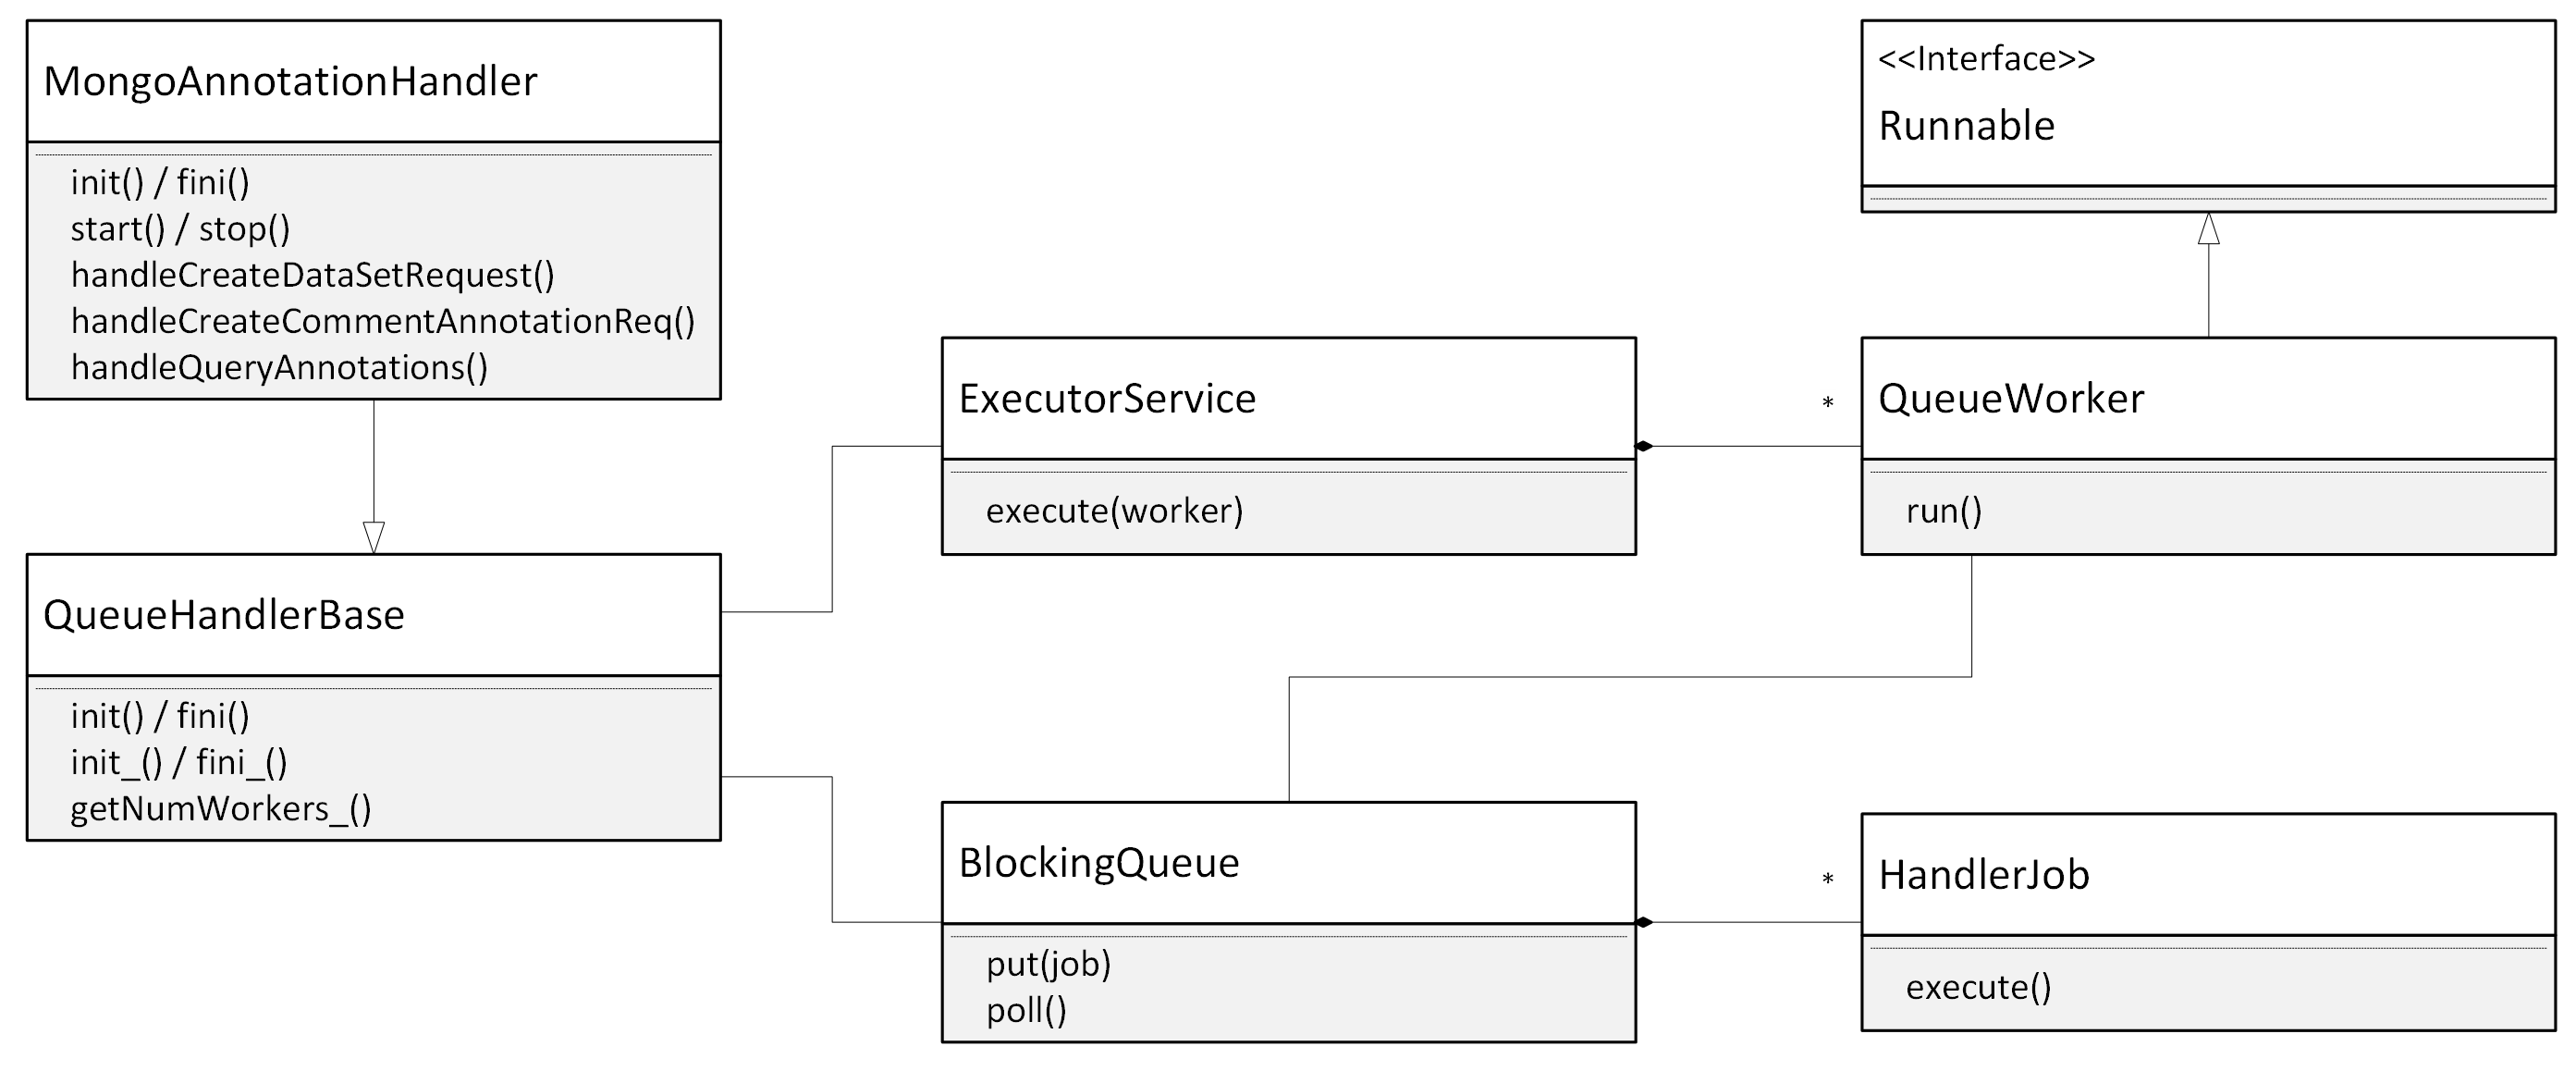 MongoAnnotationHandler
init() / fini()
start() / stop()
handleCreateDataSetRequest()
handleCreateCommentAnnotationReq()
handleQueryAnnotations()
<<Interface>>
Runnable
ExecutorService
execute(worker)
*
QueueWorker
run()
QueueHandlerBase
init() / fini()
init_() / fini_()
getNumWorkers_()
BlockingQueue
put(job)
poll()
*
HandlerJob
execute()